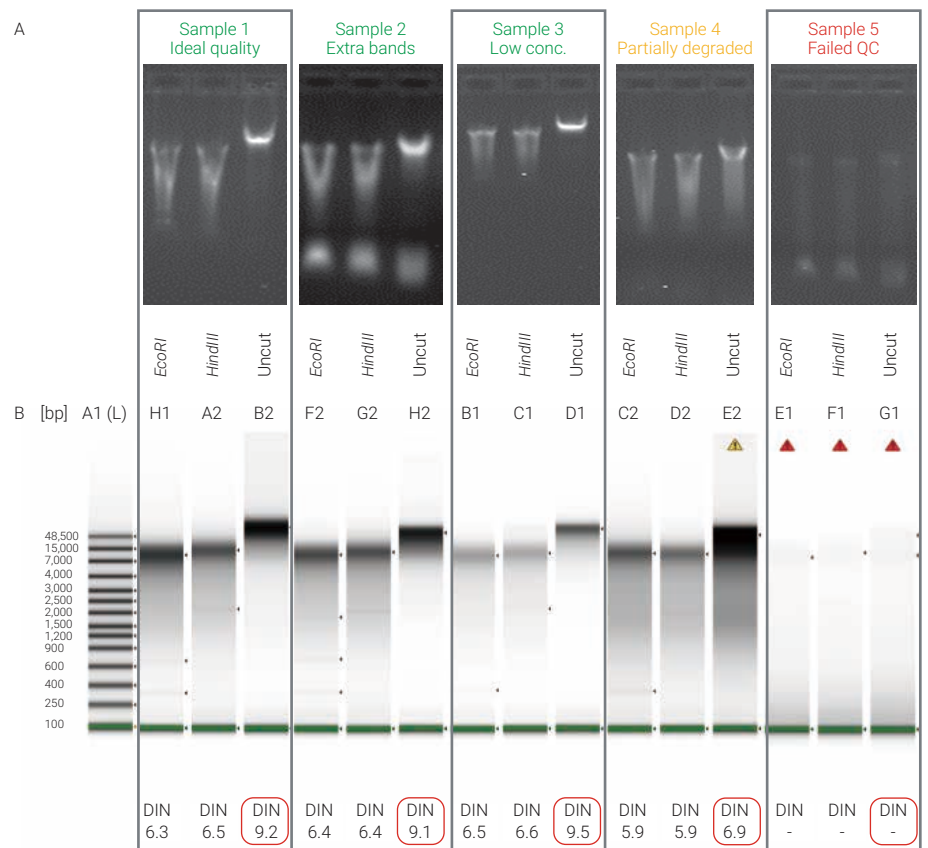 A
Sample 1
Ideal quality
Sample 2
Extra bands
Sample 3
Low conc.
Sample 4
Partially degraded
Sample 5
Failed QC
EcoRI HindIII Uncut EcoRI HindIII Uncut EcoRI HindIII Uncut EcoRI HindIII Uncut EcoRI HindIII Uncut
B [bp] A1 (L) H1 A2 B2 F2 G2 H2 B1 C1 D1 C2 D2 E2 E1 F1 G1
48,500
15,000
7,000
4,000
3,000
2,500
2,000
1,500
1,200
900
600
400
250
100
DIN DIN DIN DIN DIN DIN DIN DIN DIN DIN DIN DIN DIN DIN DIN
6.3 6.5 9.2 6.4 6.4 9.1 6.5 6.6 9.5 5.9 5.9 6.9 - - -